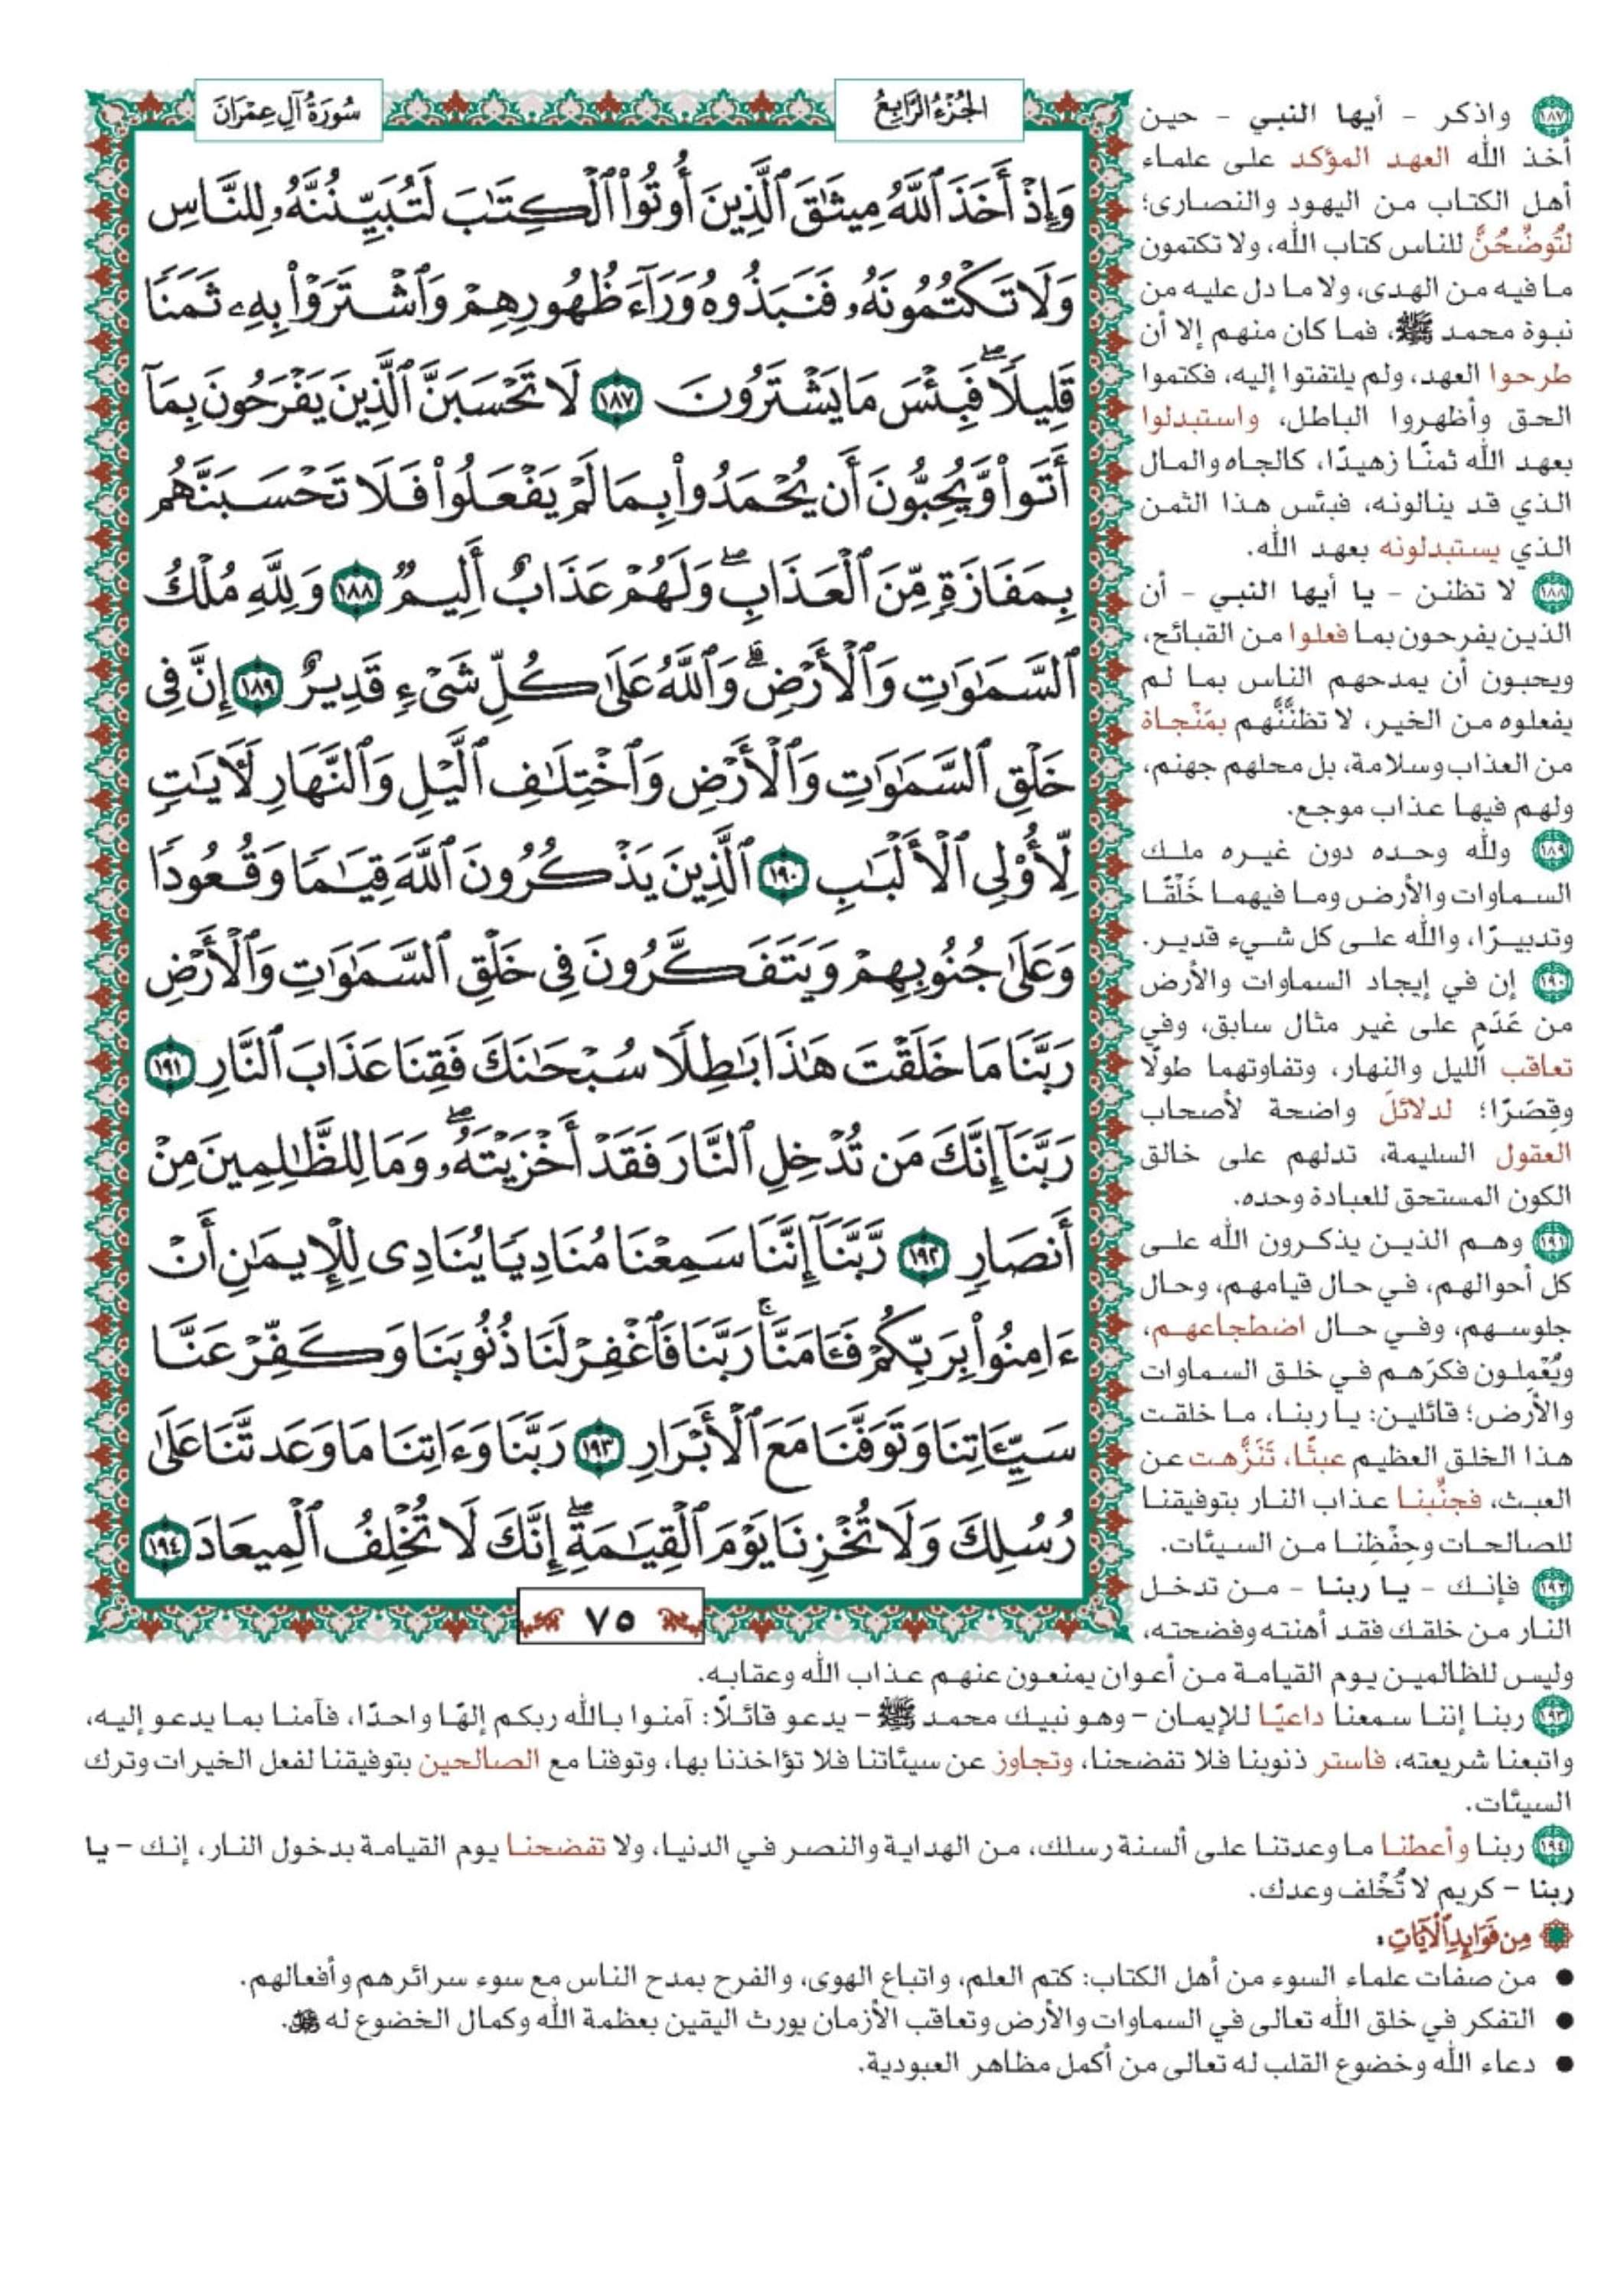 الجُزْءُ الرَّابِعُ
سُورَةُ آلِ عِمْرَانَ
وَإِذْ أَخَذَ ٱللَّهُ مِيثَٰقَ ٱلَّذِينَ أُوتُوا۟ ٱلْكِتَٰبَ لَتُبَيِّنُنَّهُۥ لِلنَّاسِ
وَلَا تَكْتُمُونَهُۥ فَنَبَذُوهُ وَرَآءَ ظُهُورِهِمْ وَٱشْتَرَوْا۟ بِهِۦ ثَمَنًا
قَلِيلًا ۖ فَبِئْسَ مَا يَشْتَرُونَ ١٨٧ لَا تَحْسَبَنَّ ٱلَّذِينَ يَفْرَحُونَ بِمَآ
أَتَوا۟ وَّيُحِبُّونَ أَن يُحْمَدُوا۟ بِمَا لَمْ يَفْعَلُوا۟ فَلَا تَحْسَبَنَّهُم
بِمَفَازَةٍ مِّنَ ٱلْعَذَابِ ۖ وَلَهُمْ عَذَابٌ أَلِيمٌ ١٨٨ وَلِلَّهِ مُلْكُ
ٱلسَّمَٰوَٰتِ وَٱلْأَرْضِ ۗ وَٱللَّهُ عَلَىٰ كُلِّ شَىْءٍ قَدِيرٌ ١٨٩ إِنَّ فِى
خَلْقِ ٱلسَّمَٰوَٰتِ وَٱلْأَرْضِ وَٱخْتِلَٰفِ ٱلَّيْلِ وَٱلنَّهَارِ لَءَايَٰتٍ
لِّأُو۟لِى ٱلْأَلْبَٰبِ ١٩٠ ٱلَّذِينَ يَذْكُرُونَ ٱللَّهَ قِيَٰمًا وَقُعُودًا
وَعَلَىٰ جُنُوبِهِمْ وَيَتَفَكَّرُونَ فِى خَلْقِ ٱلسَّمَٰوَٰتِ وَٱلْأَرْضِ
رَبَّنَا مَا خَلَقْتَ هَٰذَا بَٰطِلًا سُبْحَٰنَكَ فَقِنَا عَذَابَ ٱلنَّارِ ١٩١
رَبَّنَآ إِنَّكَ مَن تُدْخِلِ ٱلنَّارَ فَقَدْ أَخْزَيْتَهُۥ ۖ وَمَا لِلظَّٰلِمِينَ مِنْ
أَنصَارٍ ١٩٢ رَّبَّنَآ إِنَّنَا سَمِعْنَا مُنَادِيًا يُنَادِى لِلْإِيمَٰنِ أَنْ
ءَامِنُوا۟ بِرَبِّكُمْ فَـَٔامَنَّا ۚ رَبَّنَا فَٱغْفِرْ لَنَا ذُنُوبَنَا وَكَفِّرْ عَنَّا
سَيِّـَٔاتِنَا وَتَوَفَّنَا مَعَ ٱلْأَبْرَارِ ١٩٣ رَبَّنَا وَءَاتِنَا مَا وَعَدتَّنَا عَلَىٰ
رُسُلِكَ وَلَا تُخْزِنَا يَوْمَ ٱلْقِيَٰمَةِ ۖ إِنَّكَ لَا تُخْلِفُ ٱلْمِيعَادَ ١٩٤
٧٥
١٨٧ واذكر - أيها النبي - حين
أخذ الله العهد المؤكد على علماء
أهل الكتاب من اليهود والنصارى؛
لتُوضِّحُنَّ للناس كتاب الله، ولا تكتمون
ما فيه من الهدى، ولا ما دل عليه من
نبوة محمد ﷺ، فما كان منهم إلا أن
طرحوا العهد، ولم يلتفتوا إليه، فكتموا
الحق وأظهروا الباطل، واستبدلوا
بعهد الله ثمنًا زهيدًا، كالجاه والمال
الذي قد ينالونه، فبئس هذا الثمن
الذي يستبدلونه بعهد الله.
١٨٨ لا تظنن - يا أيها النبي - أن
الذين يفرحون بما فعلوا من القبائح،
ويحبون أن يمدحهم الناس بما لم
يفعلوه من الخير، لا تظنَّنَّهم بمَنْجاة
من العذاب وسلامة، بل محلهم جهنم،
ولهم فيها عذاب موجع.
١٨٩ ولله وحده دون غيره ملك
السماوات والأرض وما فيهما خَلْقًا
وتدبيرًا، والله على كل شيء قدير.
١٩٠ إن في إيجاد السماوات والأرض
من عَدَمٍ على غير مثال سابق، وفي
تعاقب الليل والنهار، وتفاوتهما طولًا
وقِصَرًا؛ لدلائلَ واضحة لأصحاب
العقول السليمة، تدلهم على خالق
الكون المستحق للعبادة وحده.
١٩١ وهم الذين يذكرون الله على
كل أحوالهم، في حال قيامهم، وحال
جلوسهم، وفي حال اضطجاعهم،
ويُعْمِلون فكرَهم في خلق السماوات
والأرض؛ قائلين: يا ربنا، ما خلقت
هذا الخلق العظيم عبثًا، تَنَزَّهت عن
العبث، فجنِّبنا عذاب النار بتوفيقنا
للصالحات وحِفْظِنا من السيئات.
١٩٢ فإنك - يا ربنا - من تدخل
النار من خلقك فقد أهنته وفضحته،
وليس للظالمين يوم القيامة من أعوان يمنعون عنهم عذاب الله وعقابه.
١٩٣ ربنا إننا سمعنا داعيًا للإيمان - وهو نبيك محمد ﷺ - يدعو قائلًا: آمنوا بالله ربكم إلهًا واحدًا، فآمنا بما يدعو إليه،
واتبعنا شريعته، فاستر ذنوبنا فلا تفضحنا، وتجاوز عن سيئاتنا فلا تؤاخذنا بها، وتوفنا مع الصالحين بتوفيقنا لفعل الخيرات وترك
السيئات.
١٩٤ ربنا وأعطنا ما وعدتنا على ألسنة رسلك، من الهداية والنصر في الدنيا، ولا تفضحنا يوم القيامة بدخول النار، إنك - يا
ربنا - كريم لا تُخْلف وعدك.
مِن فَوَائِدِ ٱلْآيَاتِ:
● من صفات علماء السوء من أهل الكتاب: كتم العلم، واتباع الهوى، والفرح بمدح الناس مع سوء سرائرهم وأفعالهم.
● التفكر في خلق الله تعالى في السماوات والأرض وتعاقب الأزمان يورث اليقين بعظمة الله وكمال الخضوع له ﷿.
● دعاء الله وخضوع القلب له تعالى من أكمل مظاهر العبودية.